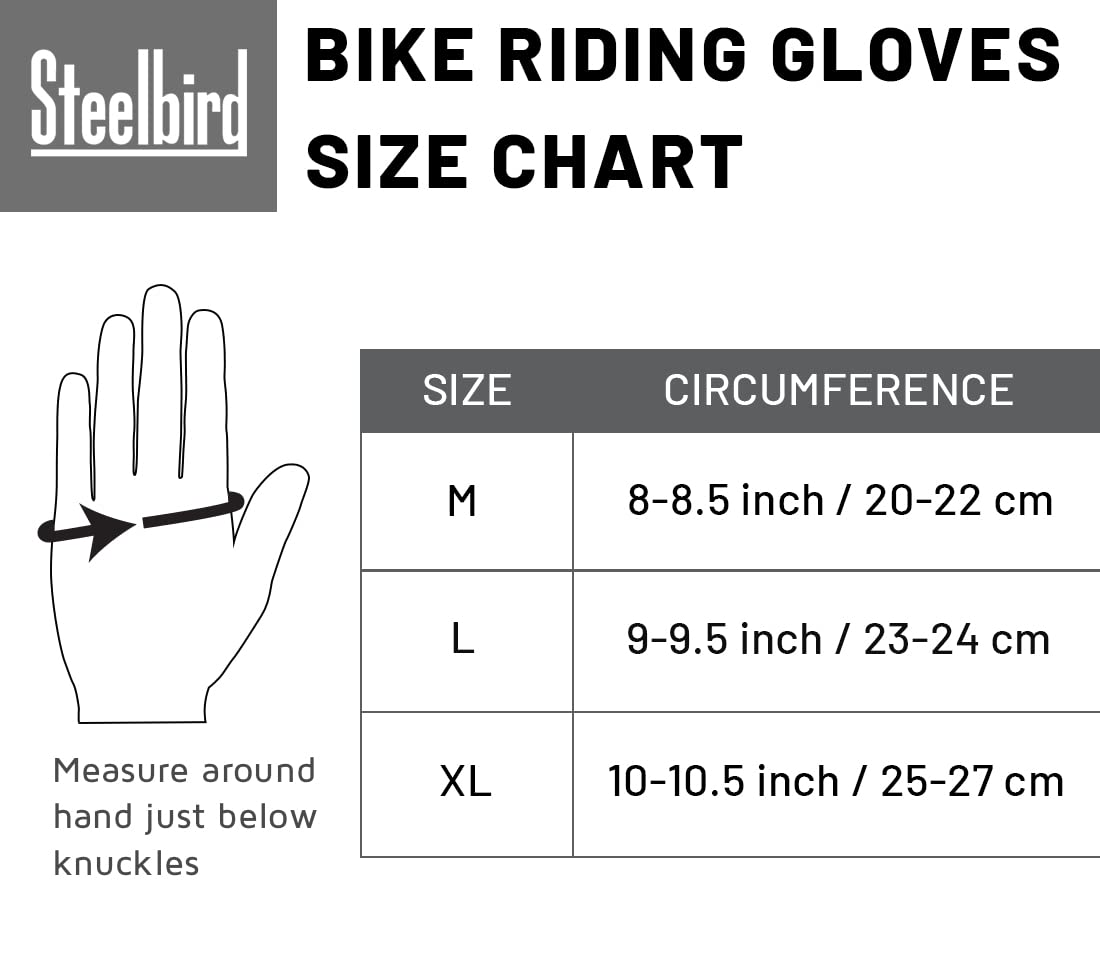 Steelbird
BIKE RIDING GLOVES
SIZE CHART
SIZE CIRCUMFERENCE
M 8-8.5 inch / 20-22 cm
L 9-9.5 inch / 23-24 cm
XL 10-10.5 inch / 25-27 cm
Measure around
hand just below
knuckles